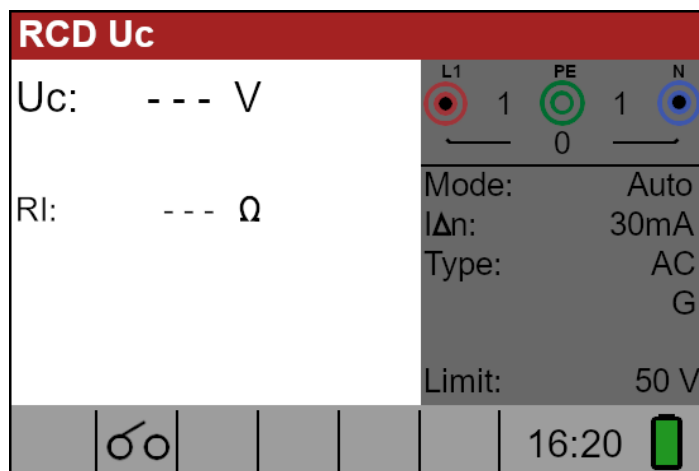 RCD Uc
Uc: --- V
RI: --- Ω
L1 PE N
1 1
0
Mode: Auto
IΔn: 30mA
Type: AC
G
Limit: 50 V
16:20